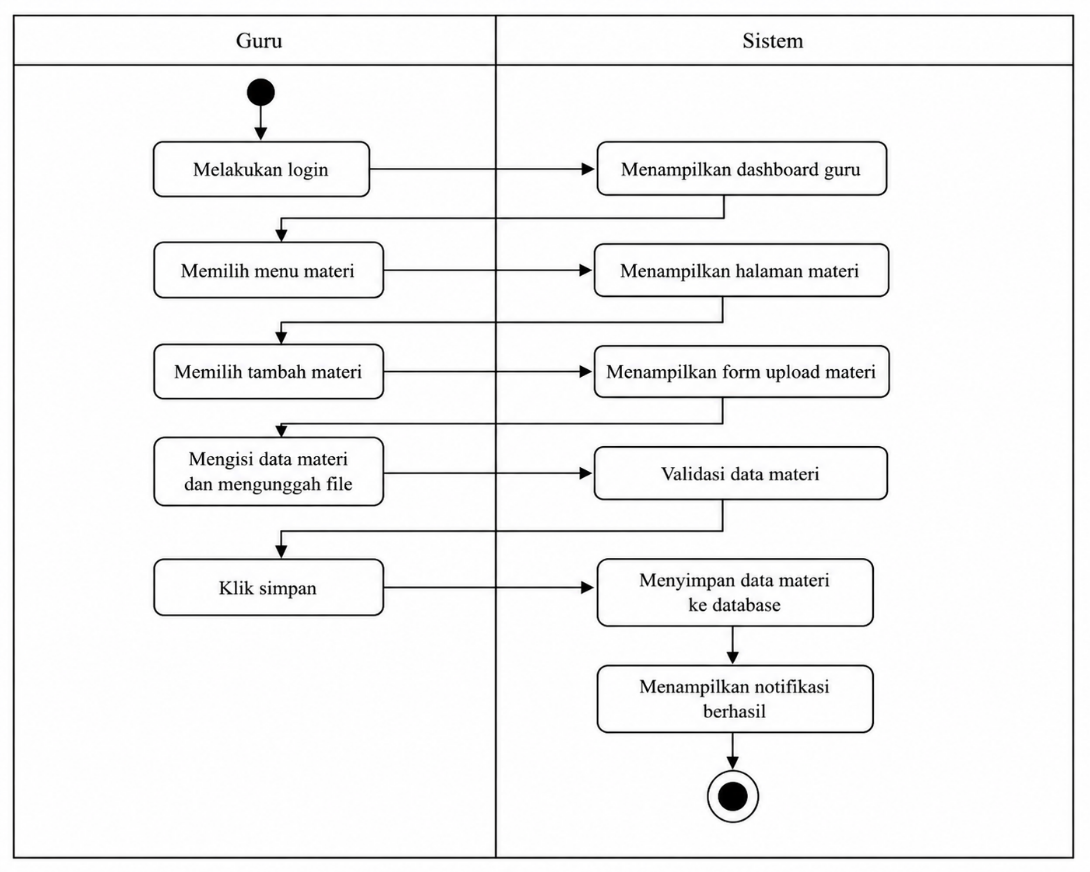 Guru
Sistem
Melakukan login
Menampilkan dashboard guru
Memilih menu materi
Menampilkan halaman materi
Memilih tambah materi
Menampilkan form upload materi
Mengisi data materi
dan mengunggah file
Validasi data materi
Klik simpan
Menyimpan data materi
ke database
Menampilkan notifikasi
berhasil